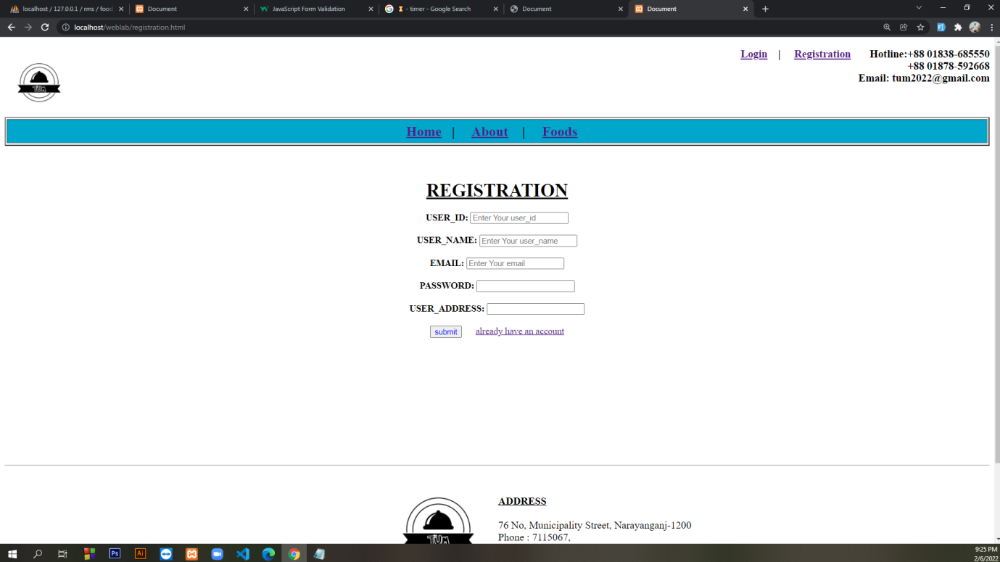 localhost / 127.0.0.1 / rms / food
Document
JavaScript Form Validation
- timer - Google Search
Document
Document
localhost/weblab/registration.html
Login | Registration Hotline:+88 01838-685550
+88 01878-592668
Email: tum2022@gmail.com
TUM
Home | About | Foods
REGISTRATION
USER_ID: Enter Your user_id
USER_NAME: Enter Your user_name
EMAIL: Enter Your email
PASSWORD:
USER_ADDRESS:
submit already have an account
TUM
ADDRESS
76 No, Municipality Street, Narayanganj-1200
Phone : 7115067,
Ps
Ai
9:25 PM
2/6/2022